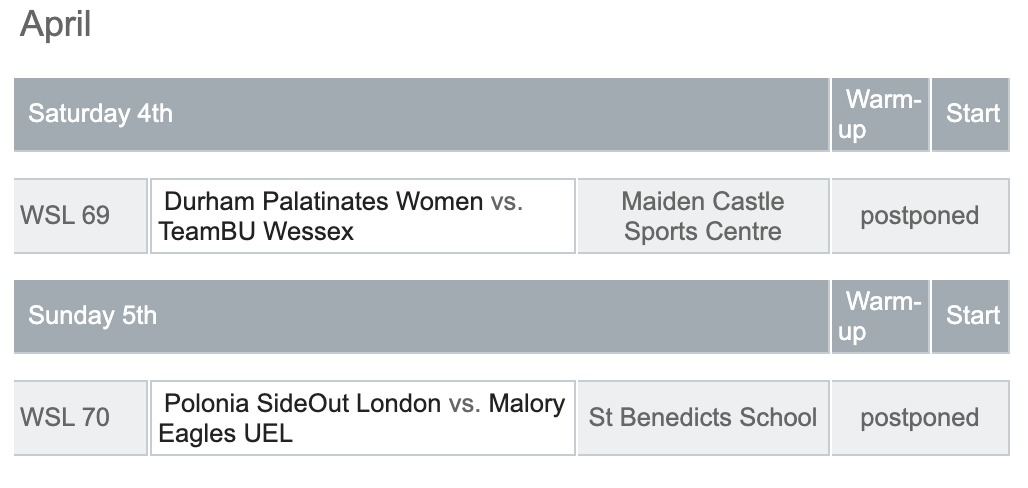 April
Saturday 4th
Warm-
up
Start
WSL 69
Durham Palatinates Women vs.
TeamBU Wessex
Maiden Castle
Sports Centre
postponed
Sunday 5th
Warm-
up
Start
WSL 70
Polonia SideOut London vs. Malory
Eagles UEL
St Benedicts School
postponed